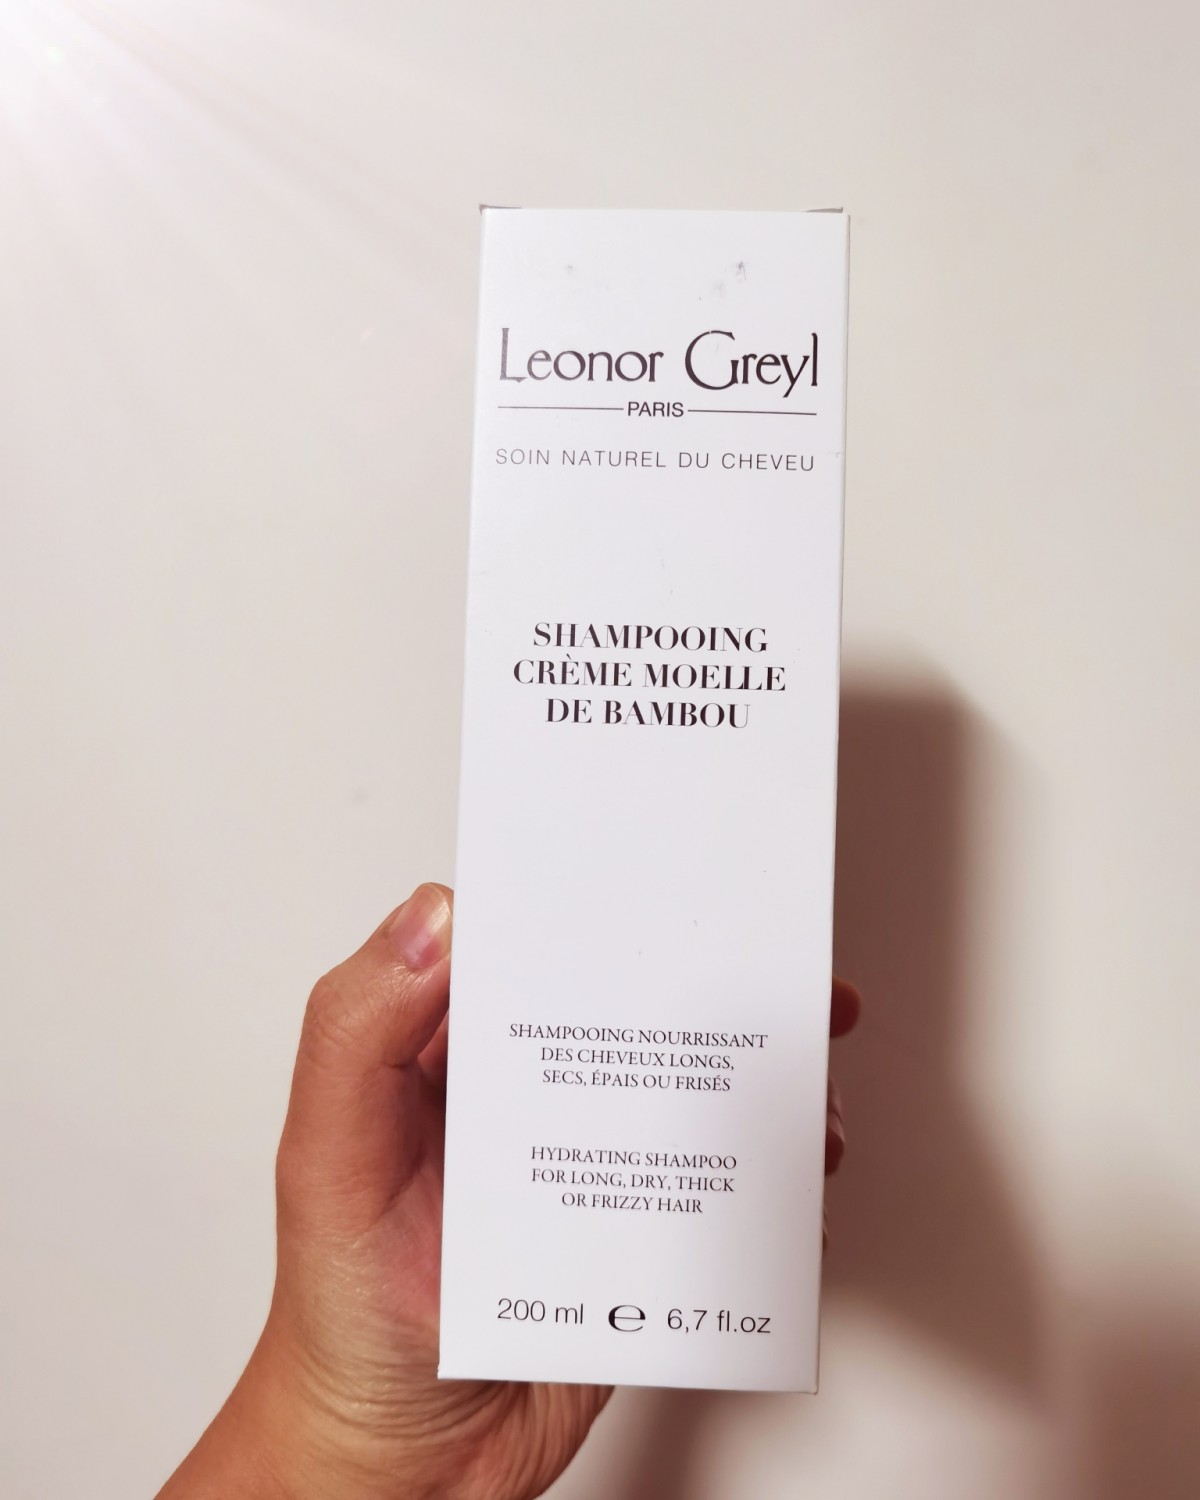 Leonor Greyl
PARIS
SOIN NATUREL DU CHEVEU
SHAMPOOING
CRÈME MOELLE
DE BAMBOU
SHAMPOOING NOURRISSANT
DES CHEVEUX LONGS,
SECS, ÉPAIS OU FRISÉS
HYDRATING SHAMPOO
FOR LONG, DRY, THICK
OR FRIZZY HAIR
200 ml ℮ 6,7 fl.oz